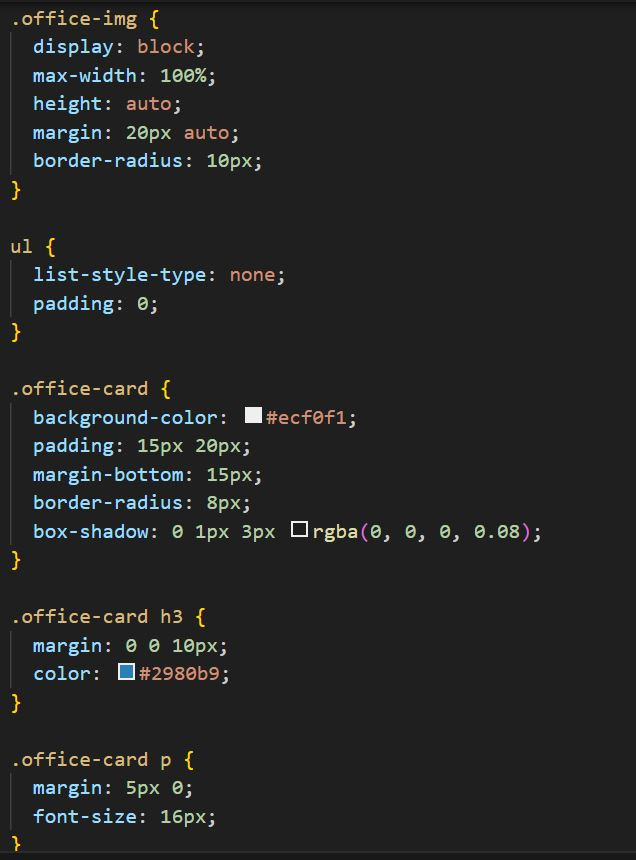 .office-img {
  display: block;
  max-width: 100%;
  height: auto;
  margin: 20px auto;
  border-radius: 10px;
}

ul {
  list-style-type: none;
  padding: 0;
}

.office-card {
  background-color: #ecf0f1;
  padding: 15px 20px;
  margin-bottom: 15px;
  border-radius: 8px;
  box-shadow: 0 1px 3px rgba(0, 0, 0, 0.08);
}

.office-card h3 {
  margin: 0 0 10px;
  color: #2980b9;
}

.office-card p {
  margin: 5px 0;
  font-size: 16px;
}